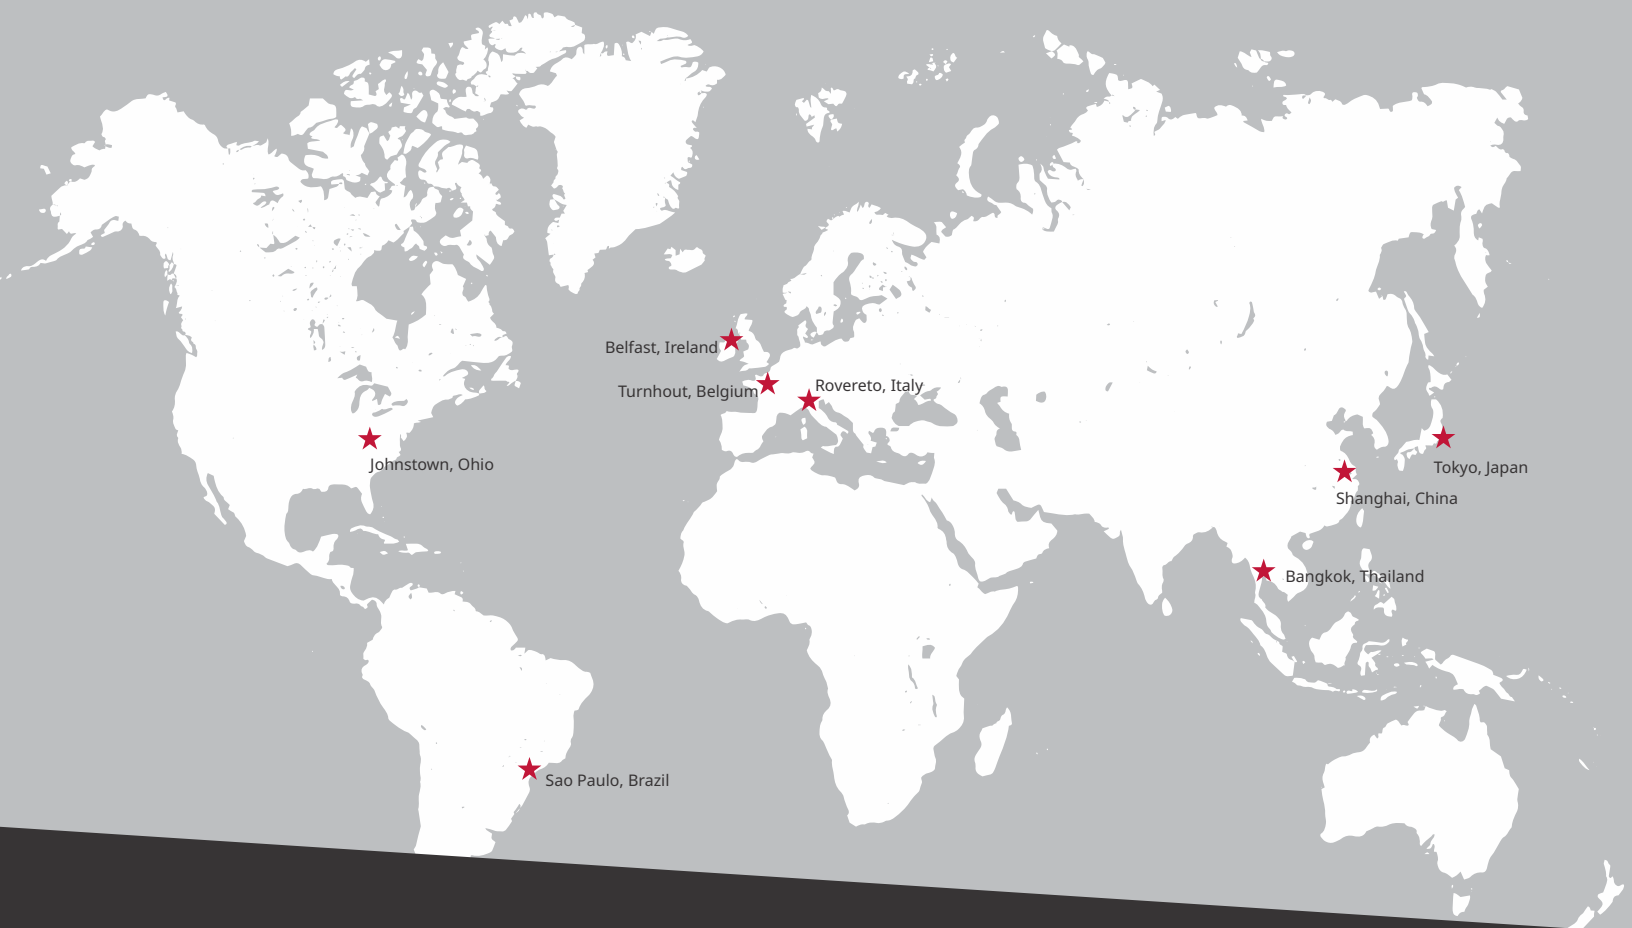 Belfast, Ireland
Turnhout, Belgium
Rovereto, Italy
Johnstown, Ohio
Tokyo, Japan
Shanghai, China
Bangkok, Thailand
Sao Paulo, Brazil